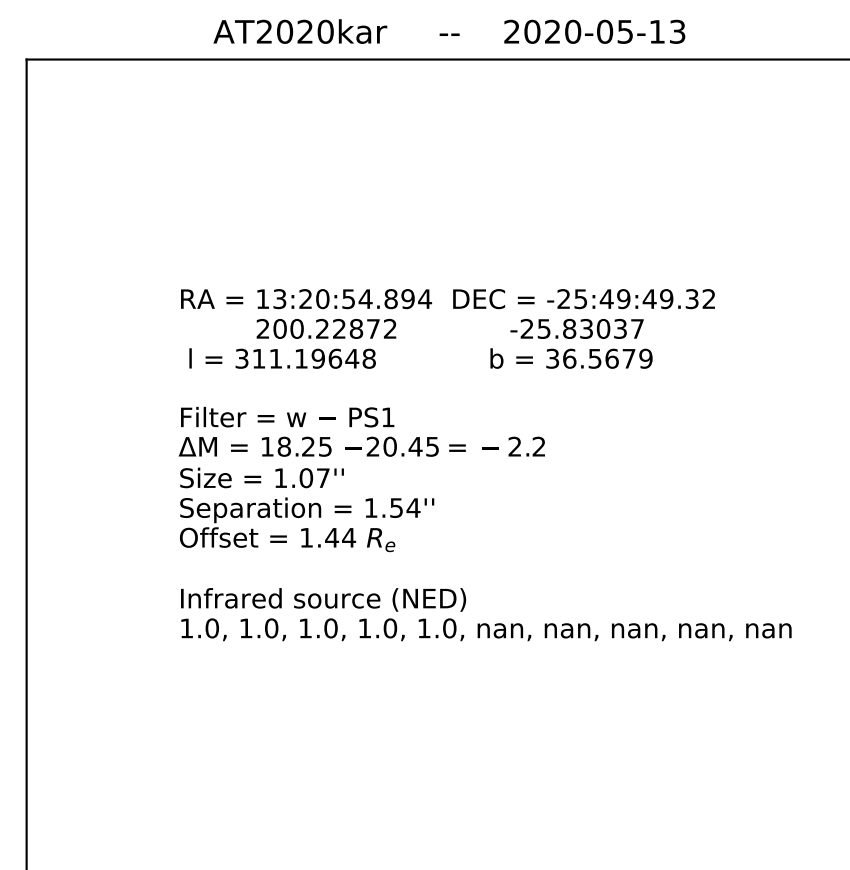 AT2020kar -- 2020-05-13
RA = 13:20:54.894 DEC = -25:49:49.32
200.22872 -25.83037
l = 311.19648 b = 36.5679
Filter = w − PS1
ΔM = 18.25 −20.45 = − 2.2
Size = 1.07''
Separation = 1.54''
Offset = 1.44 Rₑ
Infrared source (NED)
1.0, 1.0, 1.0, 1.0, 1.0, nan, nan, nan, nan, nan